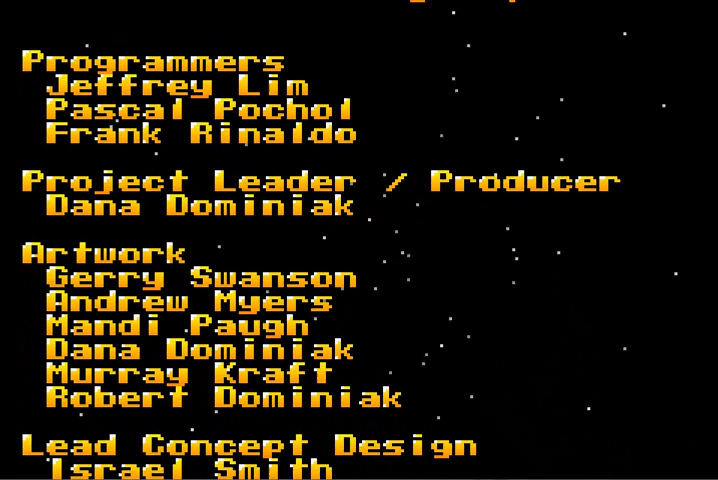 Programmers
Jeffrey Lim
Pascal Pochol
Frank Rinaldo
Project Leader / Producer
Dana Dominiak
Artwork
Gerry Swanson
Andrew Myers
Mandi Paugh
Dana Dominiak
Murray Kraft
Robert Dominiak
Lead Concept Design
Israel Smith